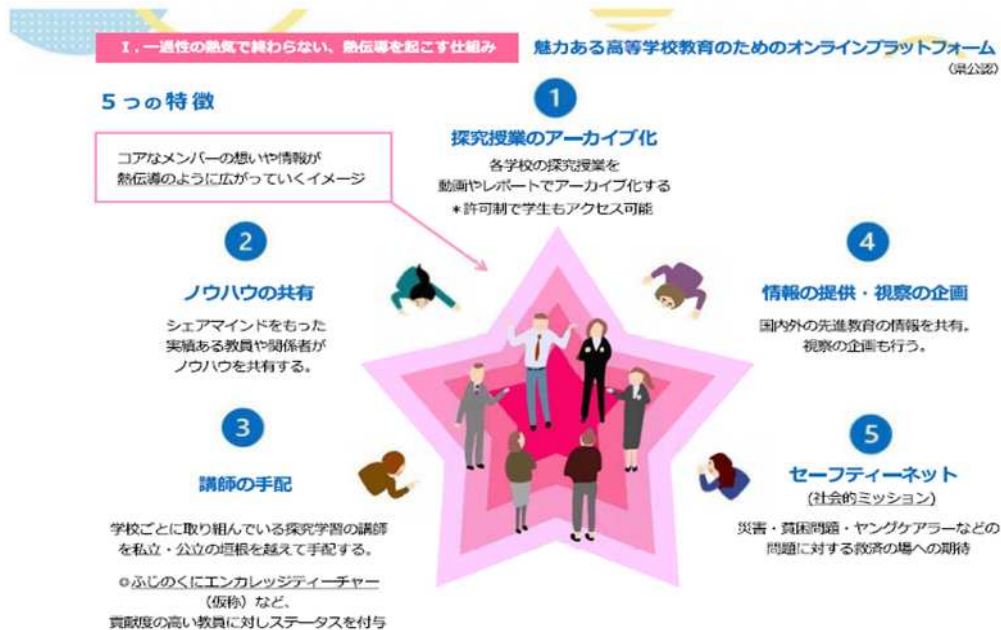 Ⅰ．一過性の熱気で終わらない、熱伝導を起こす仕組み
魅力ある高等学校教育のためのオンラインプラットフォーム
(県公認)
5つの特徴
コアなメンバーの想いや情報が
熱伝導のように広がっていくイメージ
1
探究授業のアーカイブ化
各学校の探究授業を
動画やレポートでアーカイブ化する
＊許可制で学生もアクセス可能
2
ノウハウの共有
シェアマインドをもった
実績ある教員や関係者が
ノウハウを共有する。
3
講師の手配
学校ごとに取り組んでいる探究学習の講師
を私立・公立の垣根を越えて手配する。
○ふじのくにエンカレッジティーチャー
（仮称）など、
貢献度の高い教員に対しステータスを付与
4
情報の提供・視察の企画
国内外の先進教育の情報を共有。
視察の企画も行う。
5
セーフティーネット
(社会的ミッション)
災害・貧困問題・ヤングケアラーなどの
問題に対する救済の場への期待